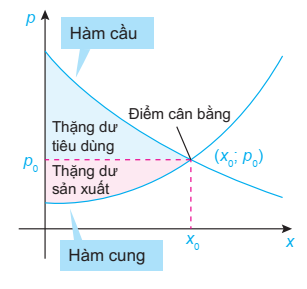 p
Hàm cầu
Điểm cân bằng
Thặng dư
tiêu dùng
(x₀; p₀)
p₀
Thặng dư
sản xuất
x₀
x
Hàm cung